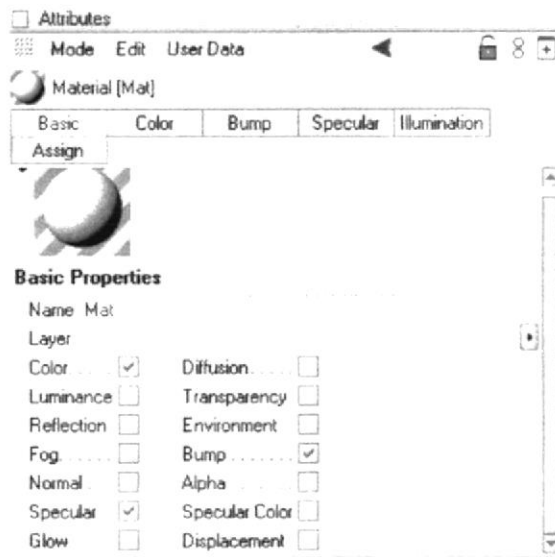 Attributes
Mode Edit User Data
Material [Mat]
Basic Color Bump Specular Illumination
Assign
Basic Properties
Name Mat
Layer
Color Diffusion
Luminance Transparency
Reflection Environment
Fog Bump
Normal Alpha
Specular Specular Color
Glow Displacement